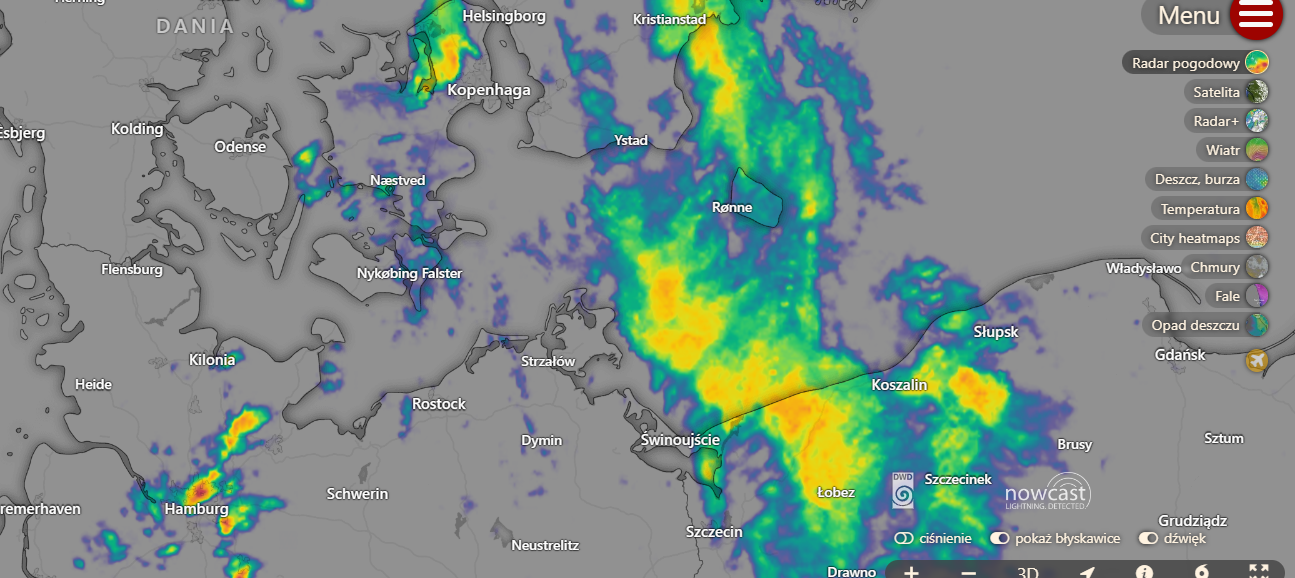 DANIA
Helsingborg
Kristianstad
Menu
Radar pogodowy
Kopenhaga
Satelita
Radar+
Kolding
Odense
Ystad
Wiatr
Næstved
Deszcz, burza
Rønne
Temperatura
City heatmaps
Flensburg
Nykøbing Falster
Władysławo
Chmury
Fale
Opad deszczu
Słupsk
Kilonia
Strzałów
Gdańsk
Heide
Koszalin
Rostock
Dymin
Świnoujście
Brusy
Sztum
Schwerin
Łobez
DWD
Szczecinek
nowcast
LIGHTNING. DETECTED.
remerhaven
Hamburg
Szczecin
Grudziądz
Neustrelitz
ciśnienie
pokaż błyskawice
dźwięk
Drawno
+
−
3D